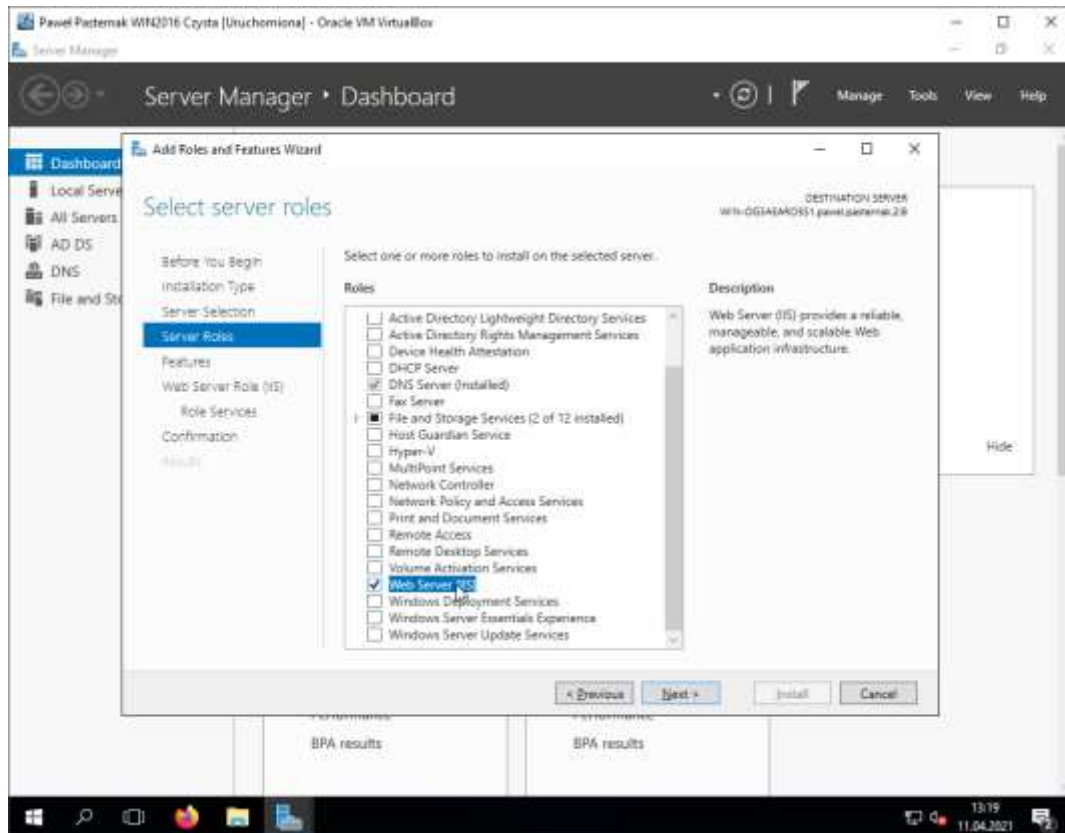 Paweł Pasternak WIN2016 Czysta [Uruchomiona] - Oracle VM VirtualBox
Server Manager
Server Manager • Dashboard
Manage Tools View Help
Dashboard
Local Serve
All Servers
AD DS
DNS
File and Sto
Add Roles and Features Wizard
Select server roles
DESTINATION SERVER
Before You Begin
Installation Type
Server Selection
Server Roles
Features
Web Server Role (IIS)
Role Services
Confirmation
Results
Select one or more roles to install on the selected server.
Roles
Active Directory Lightweight Directory Services
Active Directory Rights Management Services
Device Health Attestation
DHCP Server
DNS Server (Installed)
Fax Server
File and Storage Services (2 of 12 installed)
Host Guardian Service
Hyper-V
MultiPoint Services
Network Controller
Network Policy and Access Services
Print and Document Services
Remote Access
Remote Desktop Services
Volume Activation Services
Web Server (IIS)
Windows Deployment Services
Windows Server Essentials Experience
Windows Server Update Services
Description
Web Server (IIS) provides a reliable,
manageable, and scalable Web
application infrastructure.
Hide
< Previous Next > Install Cancel
Performance
BPA results
Performance
BPA results
13:19
11.04.2021